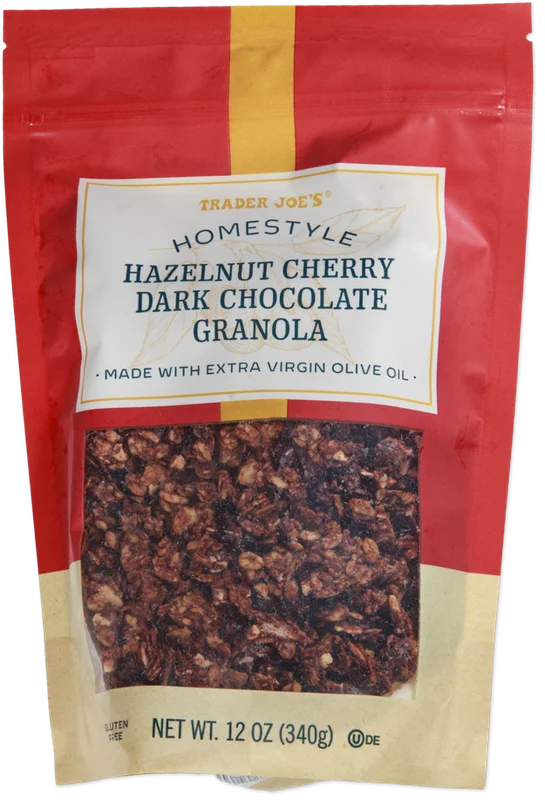 TRADER JOE'S®
HOMESTYLE
HAZELNUT CHERRY
DARK CHOCOLATE
GRANOLA
· MADE WITH EXTRA VIRGIN OLIVE OIL ·
GLUTEN
FREE
NET WT. 12 OZ (340g) Ⓤ DE